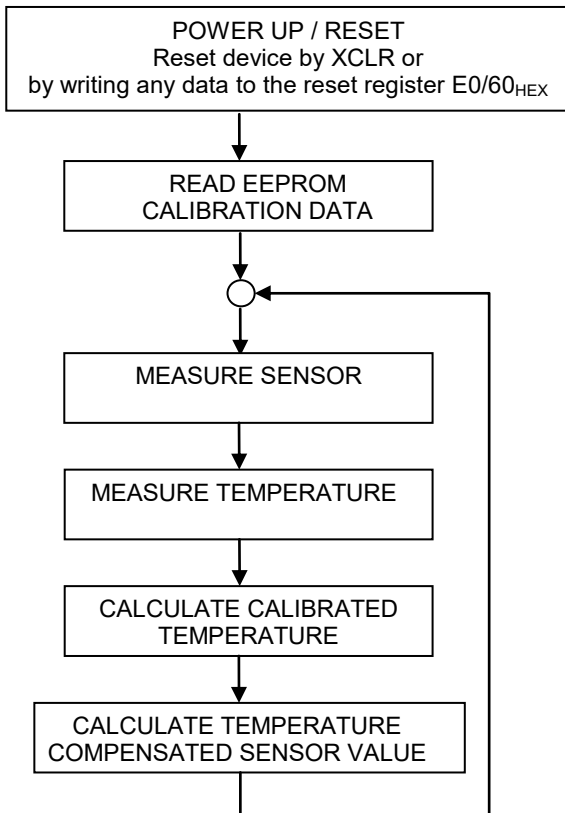 POWER UP / RESET
Reset device by XCLR or
by writing any data to the reset register E0/60HEX
READ EEPROM
CALIBRATION DATA
MEASURE SENSOR
MEASURE TEMPERATURE
CALCULATE CALIBRATED
TEMPERATURE
CALCULATE TEMPERATURE
COMPENSATED SENSOR VALUE